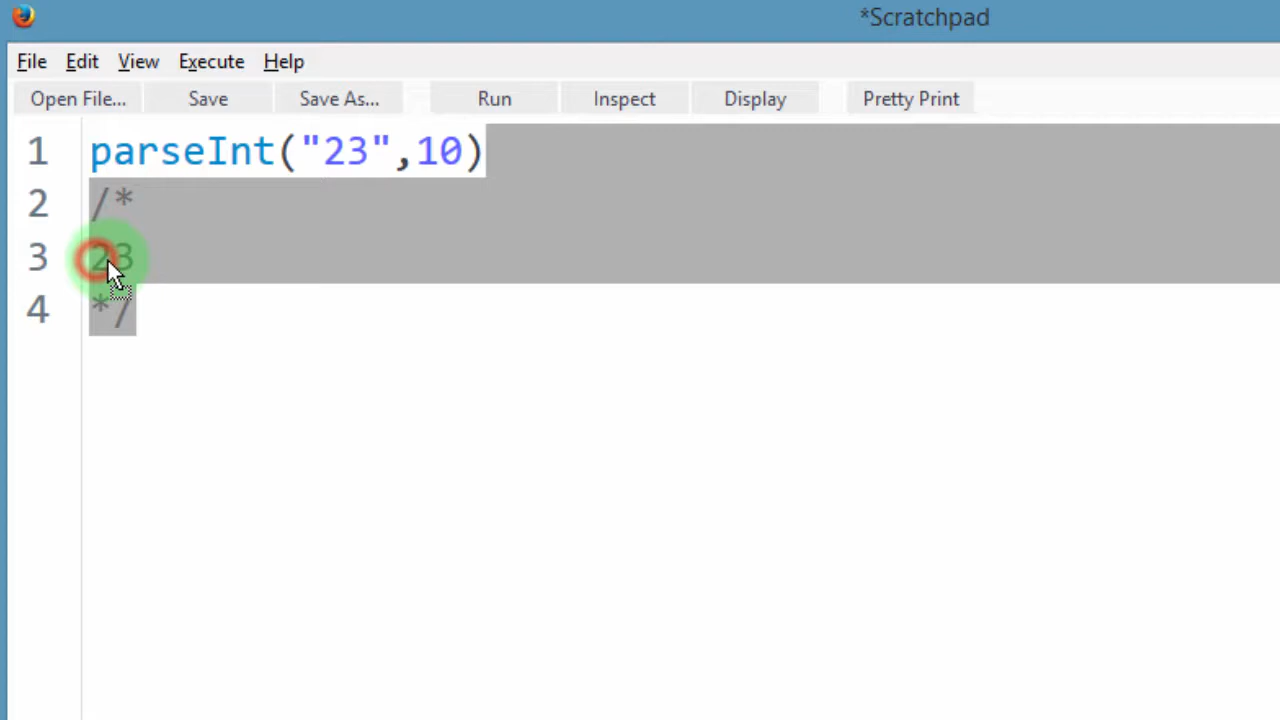 *Scratchpad
File Edit View Execute Help
Open File... Save Save As... Run Inspect Display Pretty Print
1 parseInt("23",10)
2 /*
3 23
4 */